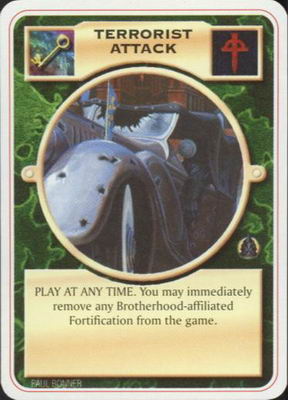 TERRORIST
ATTACK
PLAY AT ANY TIME. You may immediately
remove any Brotherhood-affiliated
Fortification from the game.
PAUL BONNER